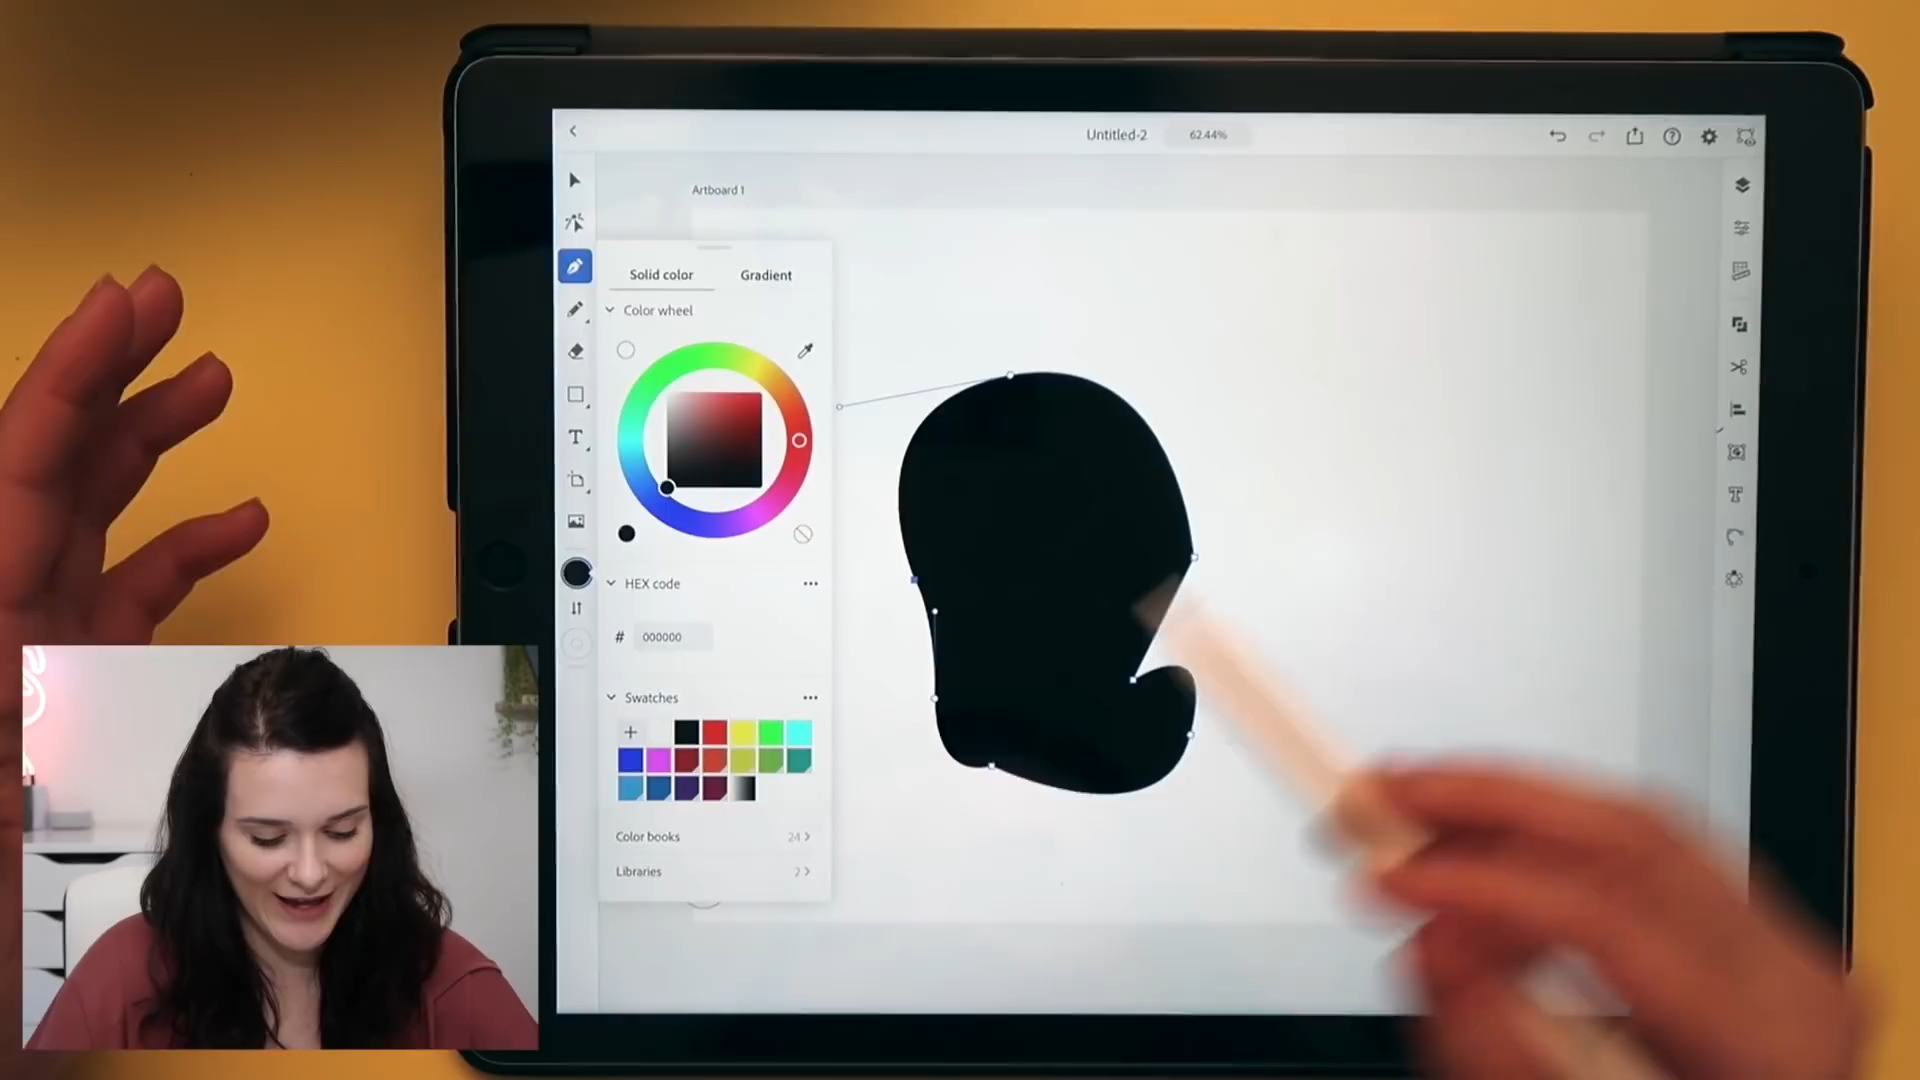 Untitled-2
62.44%
Artboard 1
Solid color
Gradient
Color wheel
HEX code
# 000000
Swatches
Color books
24
Libraries
2